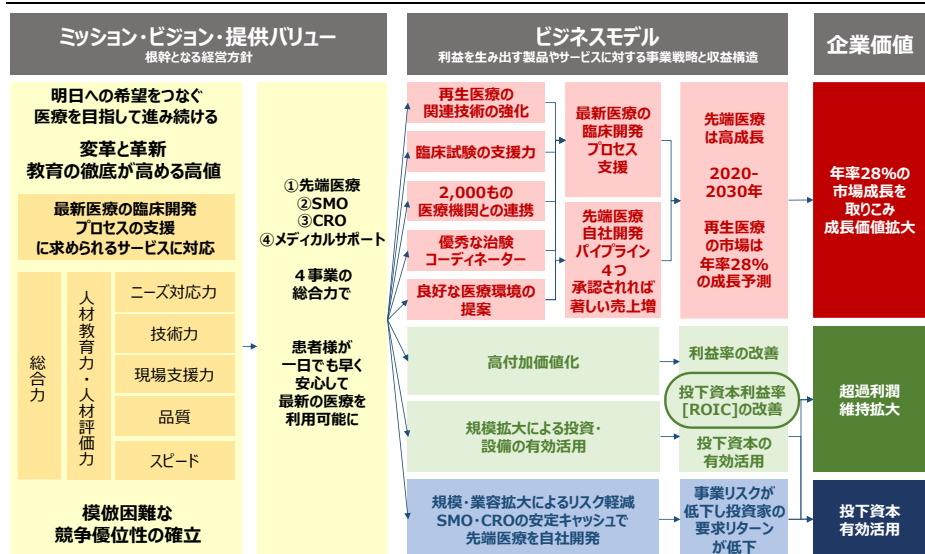 ミッション・ビジョン・提供バリュー
根幹となる経営方針
ビジネスモデル
利益を生み出す製品やサービスに対する事業戦略と収益構造
企業価値
明日への希望をつなぐ
医療を目指して進み続ける
変革と革新
教育の徹底が高める高値
最新医療の臨床開発
プロセスの支援
に求められるサービスに対応
総合力
人材教育力・人材評価力
ニーズ対応力
技術力
現場支援力
品質
スピード
模倣困難な
競争優位性の確立
①先端医療
②SMO
③CRO
④メディカルサポート
4事業の
総合力で
患者様が
一日でも早く
安心して
最新の医療を
利用可能に
再生医療の
関連技術の強化
臨床試験の支援力
2,000もの
医療機関との連携
優秀な治験
コーディネーター
良好な医療環境の
提案
最新医療の
臨床開発
プロセス
支援
先端医療
自社開発
パイプライン
4つ
承認されれば
著しい売上増
先端医療
は高成長
2020-
2030年
再生医療
の市場は
年率28%
の成長予測
年率28%の
市場成長を
取りこみ
成長価値拡大
高付加価値化
利益率の改善
投下資本利益率
[ROIC]の改善
規模拡大による投資・
設備の有効活用
投下資本の
有効活用
超過利潤
維持拡大
規模・業容拡大によるリスク軽減
SMO・CROの安定キャッシュで
先端医療を自社開発
事業リスクが
低下し投資家の
要求リターン
が低下
投下資本
有効活用